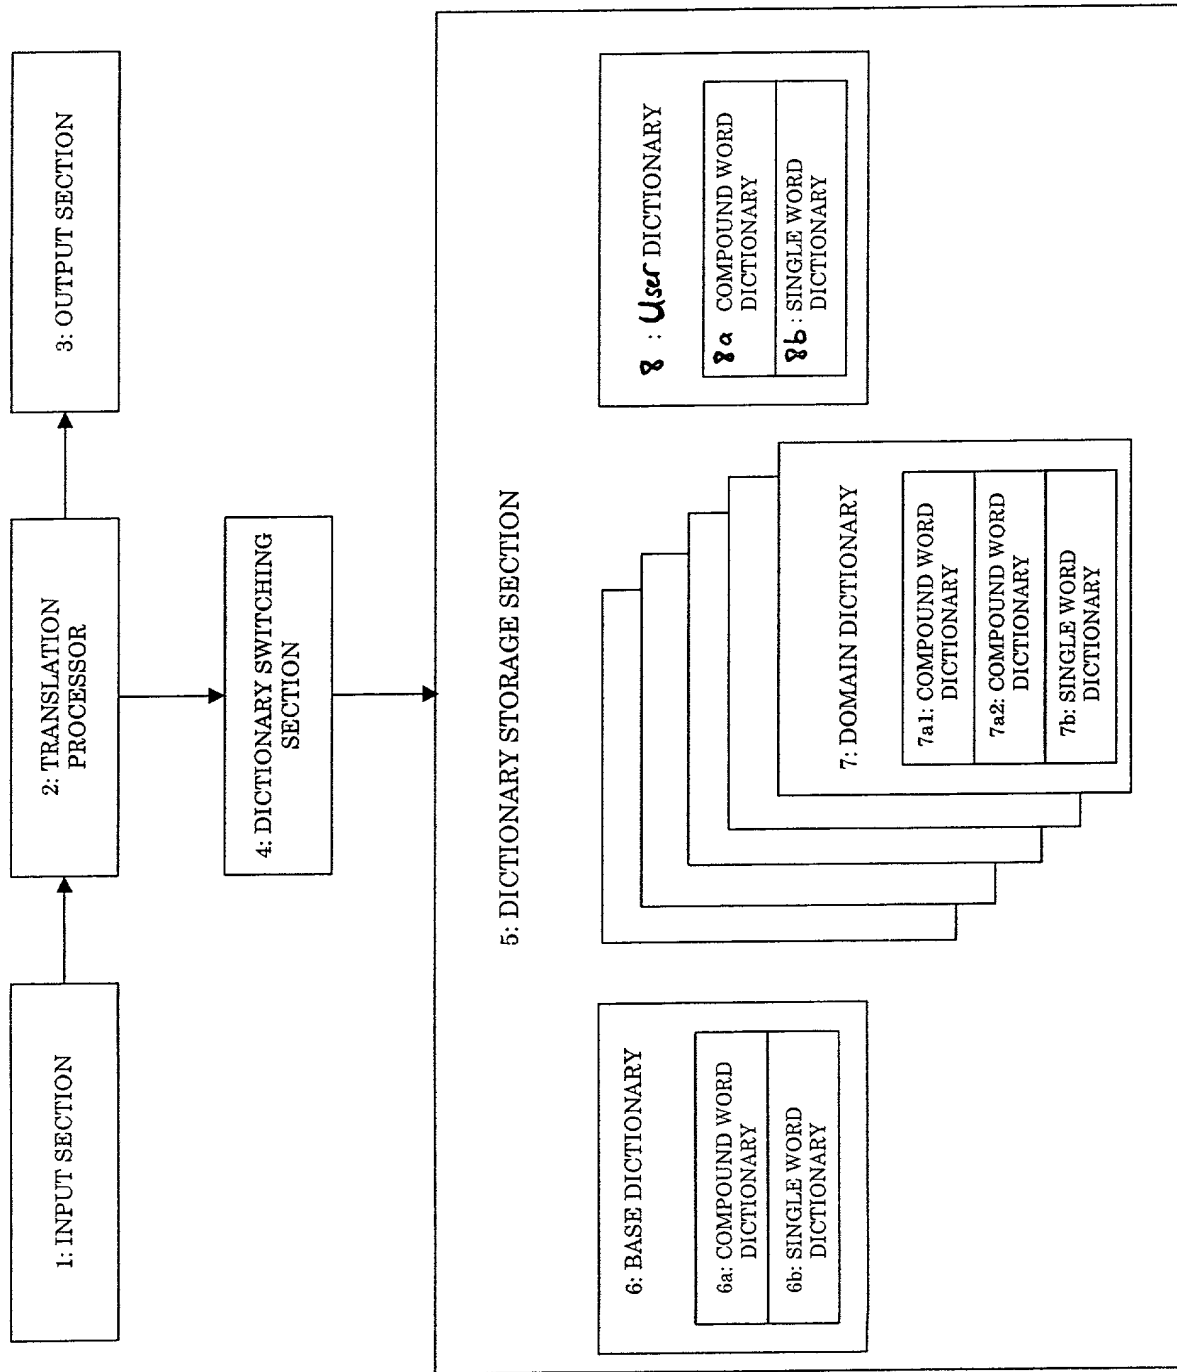 1: INPUT SECTION
2: TRANSLATION
PROCESSOR
3: OUTPUT SECTION
4: DICTIONARY SWITCHING
SECTION
5: DICTIONARY STORAGE SECTION
6: BASE DICTIONARY
6a: COMPOUND WORD
DICTIONARY
6b: SINGLE WORD
DICTIONARY
7: DOMAIN DICTIONARY
7a1: COMPOUND WORD
DICTIONARY
7a2: COMPOUND WORD
DICTIONARY
7b: SINGLE WORD
DICTIONARY
8 : User DICTIONARY
8a COMPOUND WORD
DICTIONARY
8b : SINGLE WORD
DICTIONARY